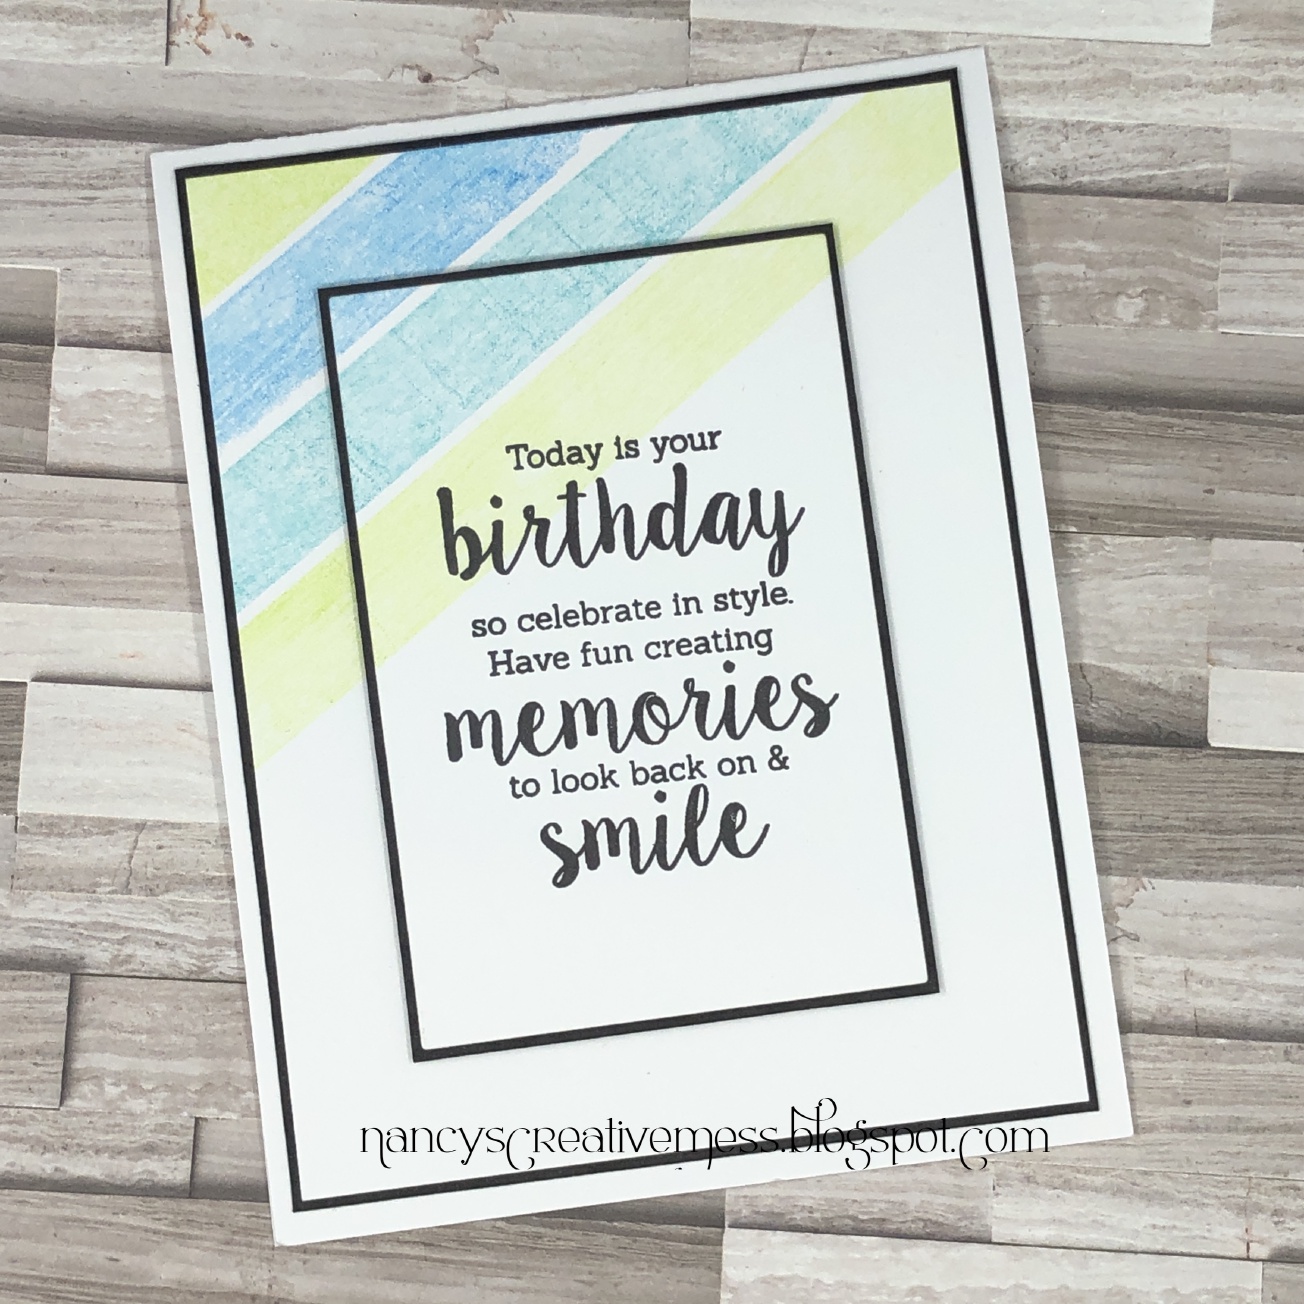 Today is your
birthday
so celebrate in style.
Have fun creating
memories
to look back on &
smile
nancyscreativemess.blogspot.com